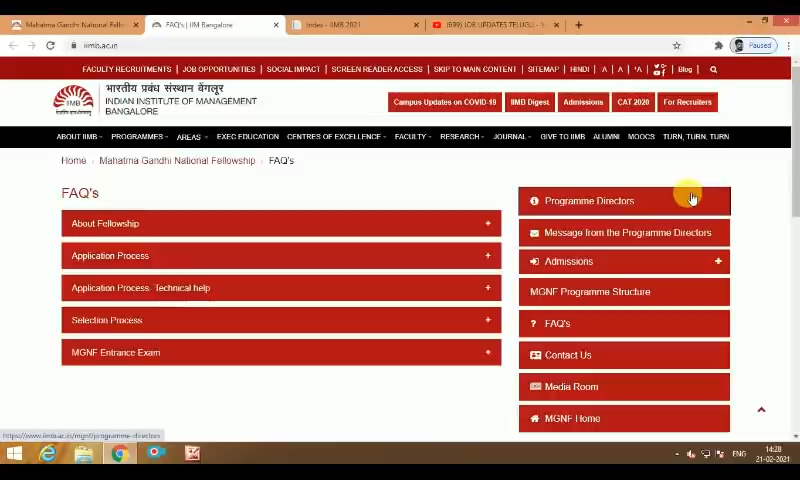 Mahatma Gandhi National Fellow
FAQ's | IIM Bangalore
Index - IIMB 2021
(699) JOB UPDATES TELUGU -
iimb.ac.in
Paused
FACULTY RECRUITMENTS | JOB OPPORTUNITIES | SOCIAL IMPACT | SCREEN READER ACCESS | SKIP TO MAIN CONTENT | SITEMAP | HINDI | -A | A | +A | Blog |
IIMB
भारतीय प्रबंध संस्थान बेंगलूर
INDIAN INSTITUTE OF MANAGEMENT
BANGALORE
Campus Updates on COVID-19
IIMB Digest
Admissions
CAT 2020
For Recruiters
ABOUT IIMB PROGRAMMES AREAS EXEC EDUCATION CENTRES OF EXCELLENCE FACULTY RESEARCH JOURNAL GIVE TO IIMB ALUMNI MOOCS TURN, TURN, TURN
Home Mahatma Gandhi National Fellowship FAQ's
FAQ's
About Fellowship +
Application Process +
Application Process- Technical help +
Selection Process +
MGNF Entrance Exam +
Programme Directors
Message from the Programme Directors
Admissions +
MGNF Programme Structure
? FAQ's
Contact Us
Media Room
MGNF Home
https://www.iimb.ac.in/mgnf/programme-directors
ENG
14:28
21-02-2021